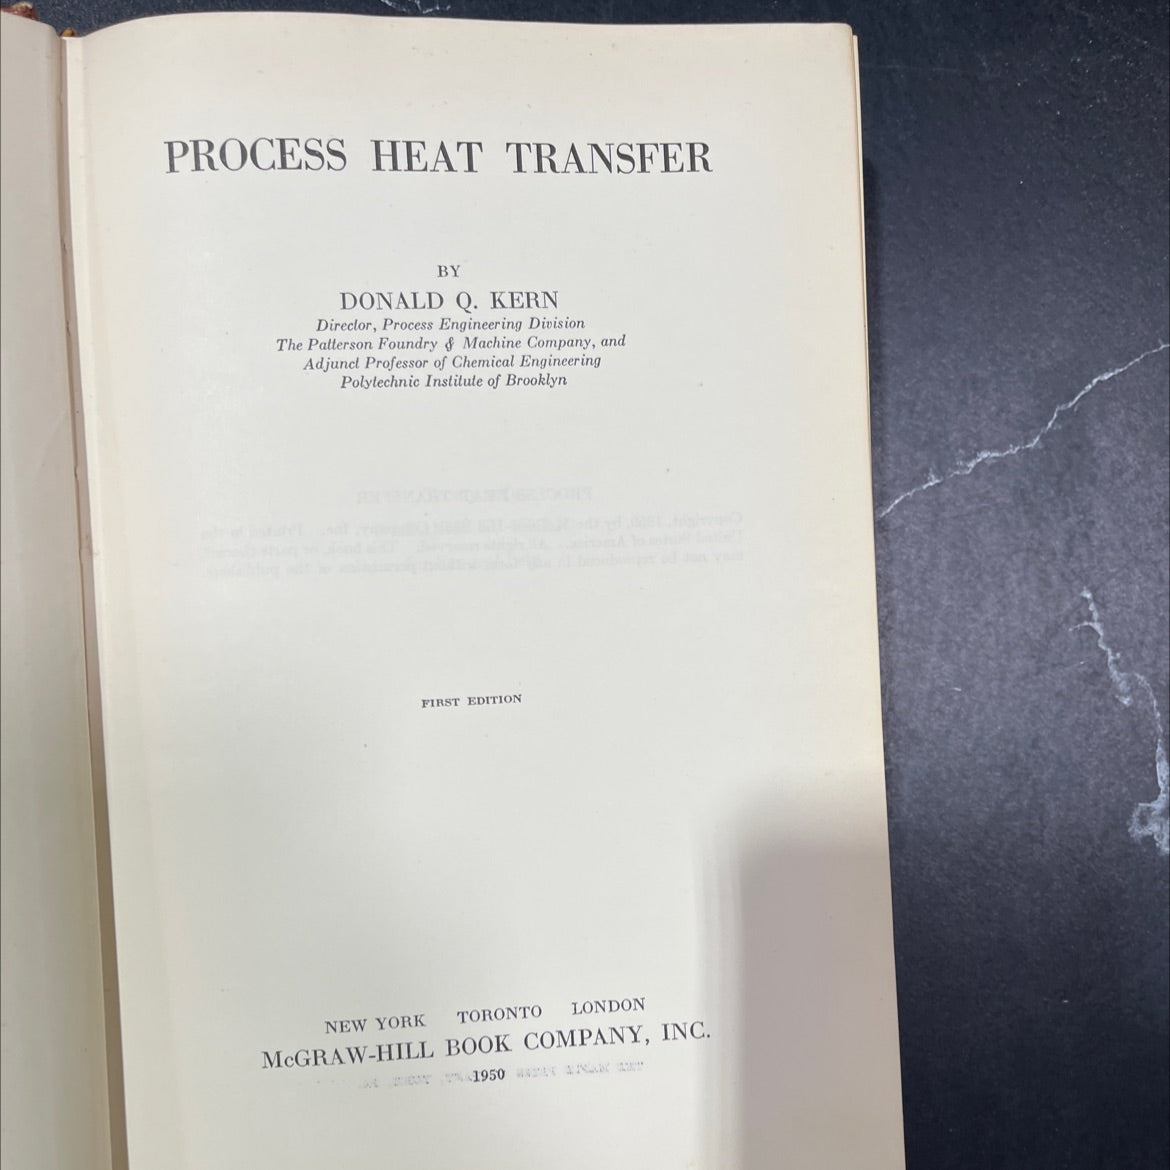 PROCESS HEAT TRANSFER
BY
DONALD Q. KERN
Director, Process Engineering Division
The Patterson Foundry & Machine Company, and
Adjunct Professor of Chemical Engineering
Polytechnic Institute of Brooklyn
FIRST EDITION
NEW YORK TORONTO LONDON
McGRAW-HILL BOOK COMPANY, INC.
1950